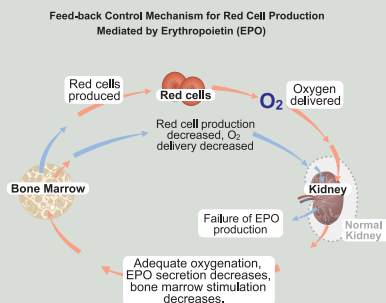 Feed-back Control Mechanism for Red Cell Production
Mediated by Erythropoietin (EPO)
Red cells
produced
Red cells
O2
Oxygen
delivered
Red cell production
decreased, O2
delivery decreased
Bone Marrow
Kidney
Failure of EPO
production
Normal
Kidney
Adequate oxygenation,
EPO secretion decreases,
bone marrow stimulation
decreases.